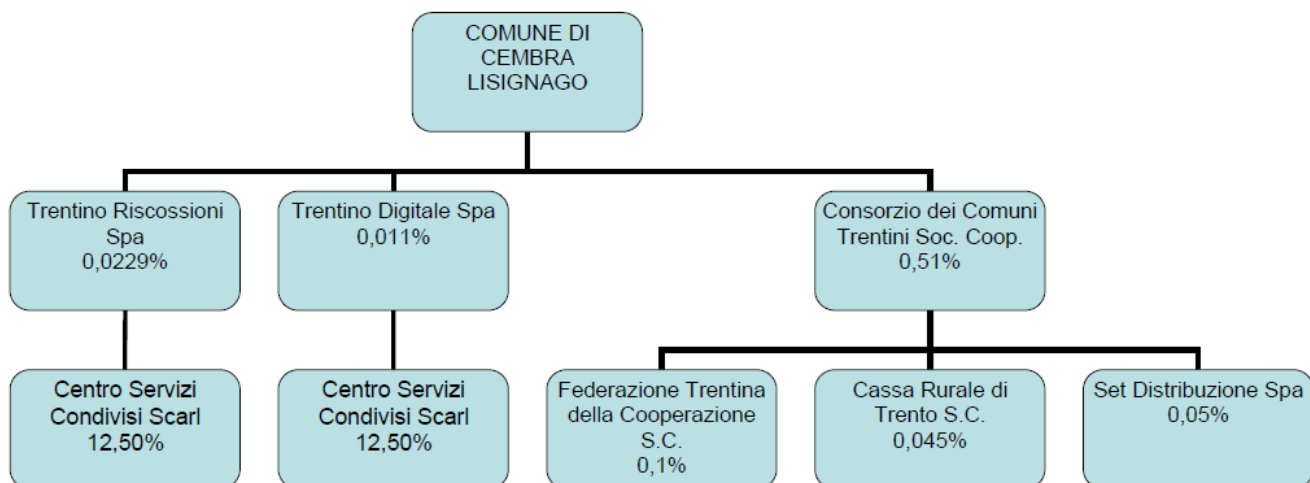 COMUNE DI
CEMBRA
LISIGNAGO
Trentino Riscossioni
Spa
0,0229%
Trentino Digitale Spa
0,011%
Consorzio dei Comuni
Trentini Soc. Coop.
0,51%
Centro Servizi
Condivisi Scarl
12,50%
Centro Servizi
Condivisi Scarl
12,50%
Federazione Trentina
della Cooperazione
S.C.
0,1%
Cassa Rurale di
Trento S.C.
0,045%
Set Distribuzione Spa
0,05%